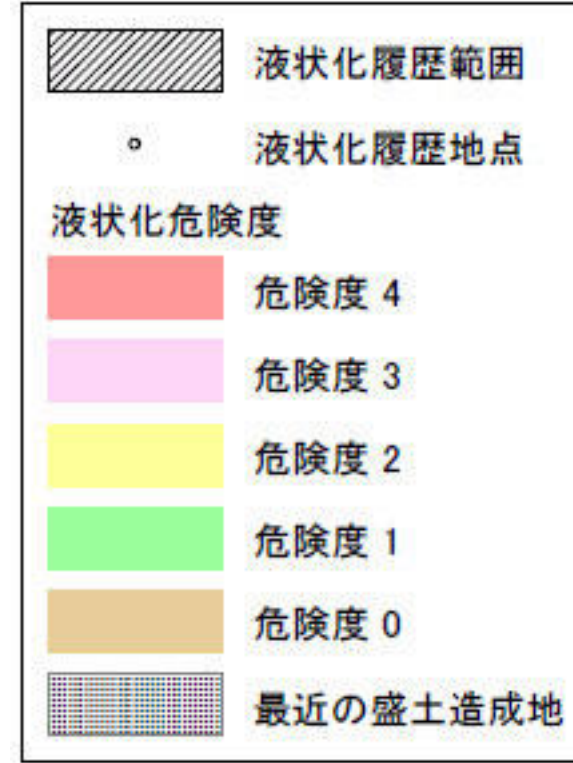 液状化履歴範囲
液状化履歴地点
液状化危険度
危険度 4
危険度 3
危険度 2
危険度 1
危険度 0
最近の盛土造成地